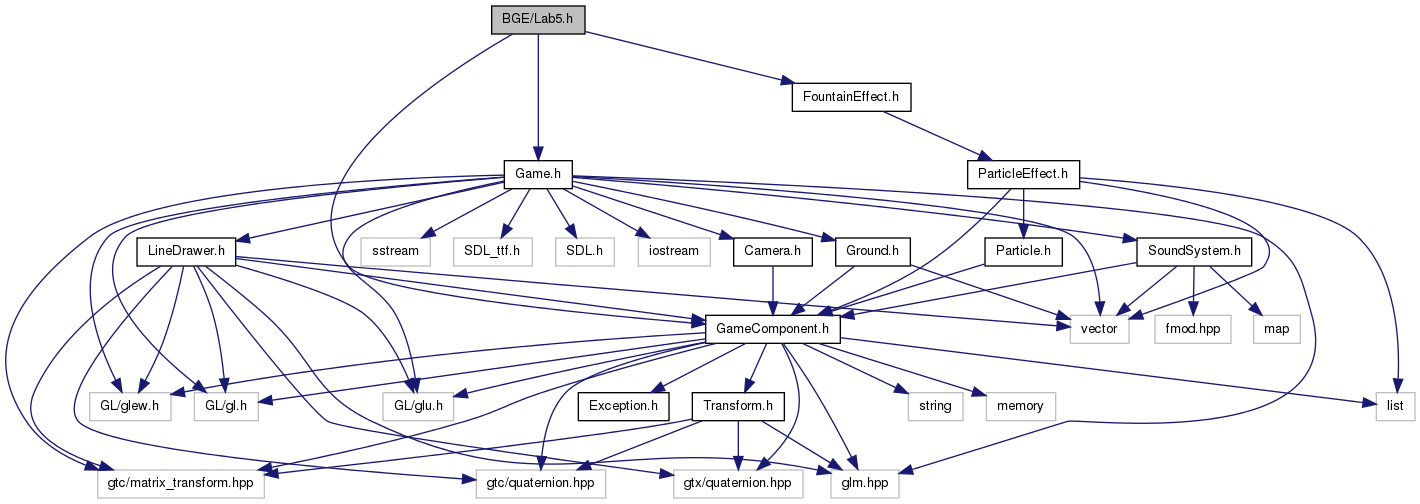 BGE/Lab5.h
FountainEffect.h
Game.h
ParticleEffect.h
LineDrawer.h
sstream
SDL_ttf.h
SDL.h
iostream
Camera.h
Ground.h
Particle.h
SoundSystem.h
GameComponent.h
vector
fmod.hpp
map
GL/glew.h
GL/gl.h
GL/glu.h
Exception.h
Transform.h
string
memory
list
gtc/matrix_transform.hpp
gtc/quaternion.hpp
gtx/quaternion.hpp
glm.hpp